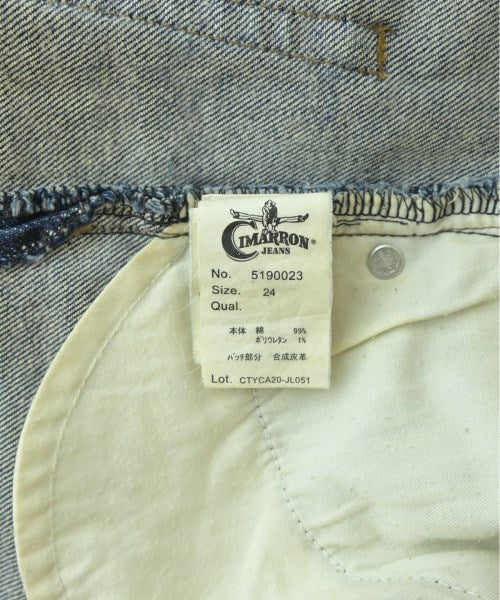 CIMARRON®
JEANS
No. 5190023
Size. 24
Qual.
本体 綿 99%
ポリウレタン 1%
パッチ部分 合成皮革
Lot. CTYCA20-JL051